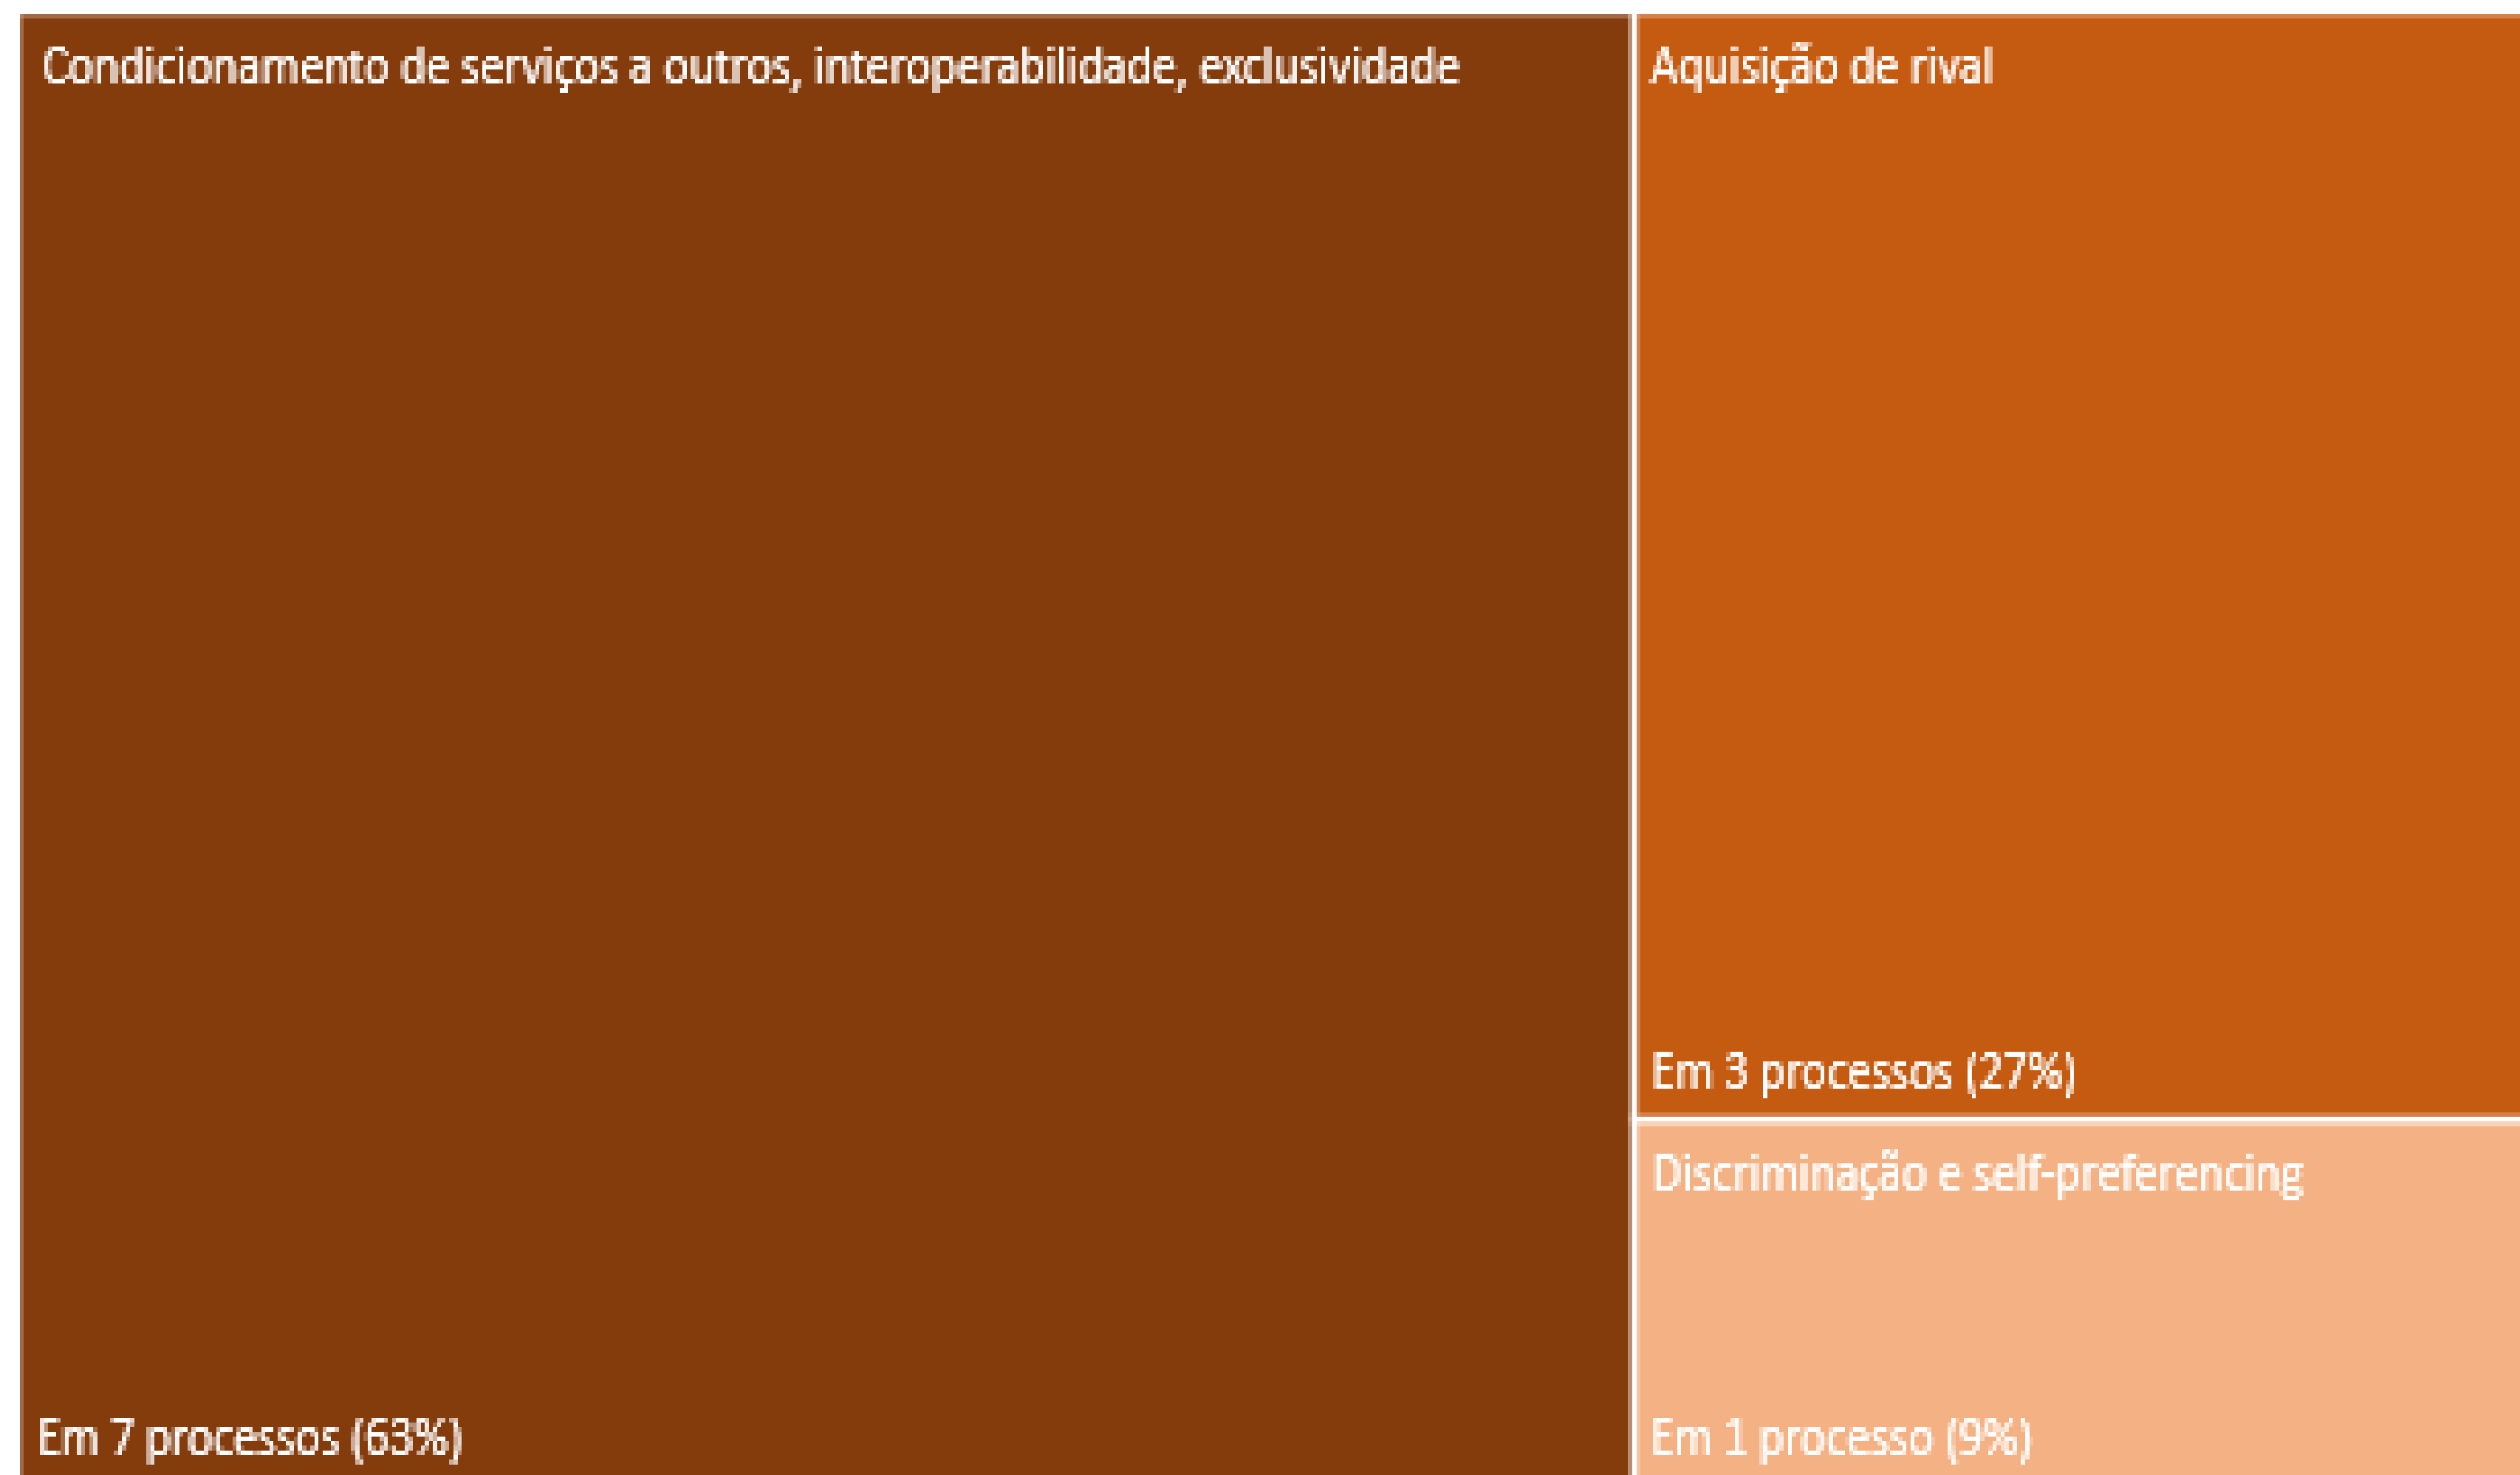 Condicionamento de serviços a outros, interoperabilidade, exclusividade
Em 7 processos (63%)
Aquisição de rival
Em 3 processos (27%)
Discriminação e self-preferencing
Em 1 processo (9%)